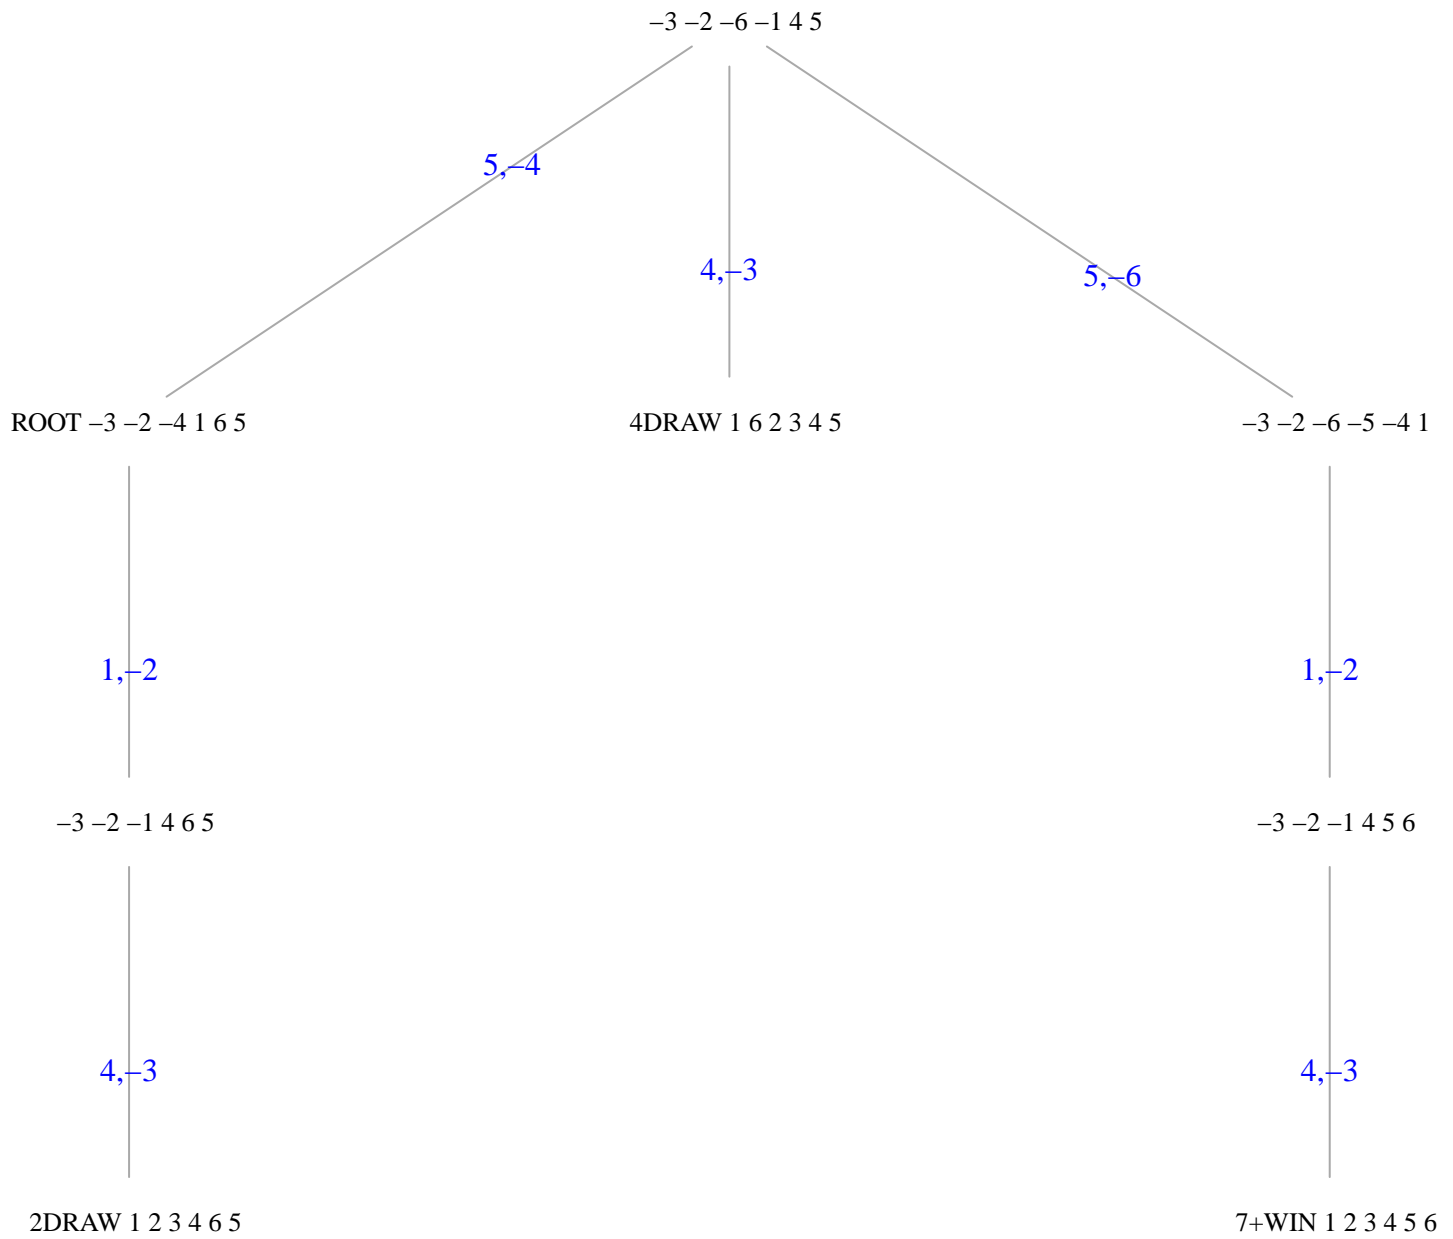 –3 –2 –6 –1 4 5
5,–4
4,–3
5,–6
ROOT –3 –2 –4 1 6 5
4DRAW 1 6 2 3 4 5
–3 –2 –6 –5 –4 1
1,–2
1,–2
–3 –2 –1 4 6 5
–3 –2 –1 4 5 6
4,–3
4,–3
2DRAW 1 2 3 4 6 5
7+WIN 1 2 3 4 5 6